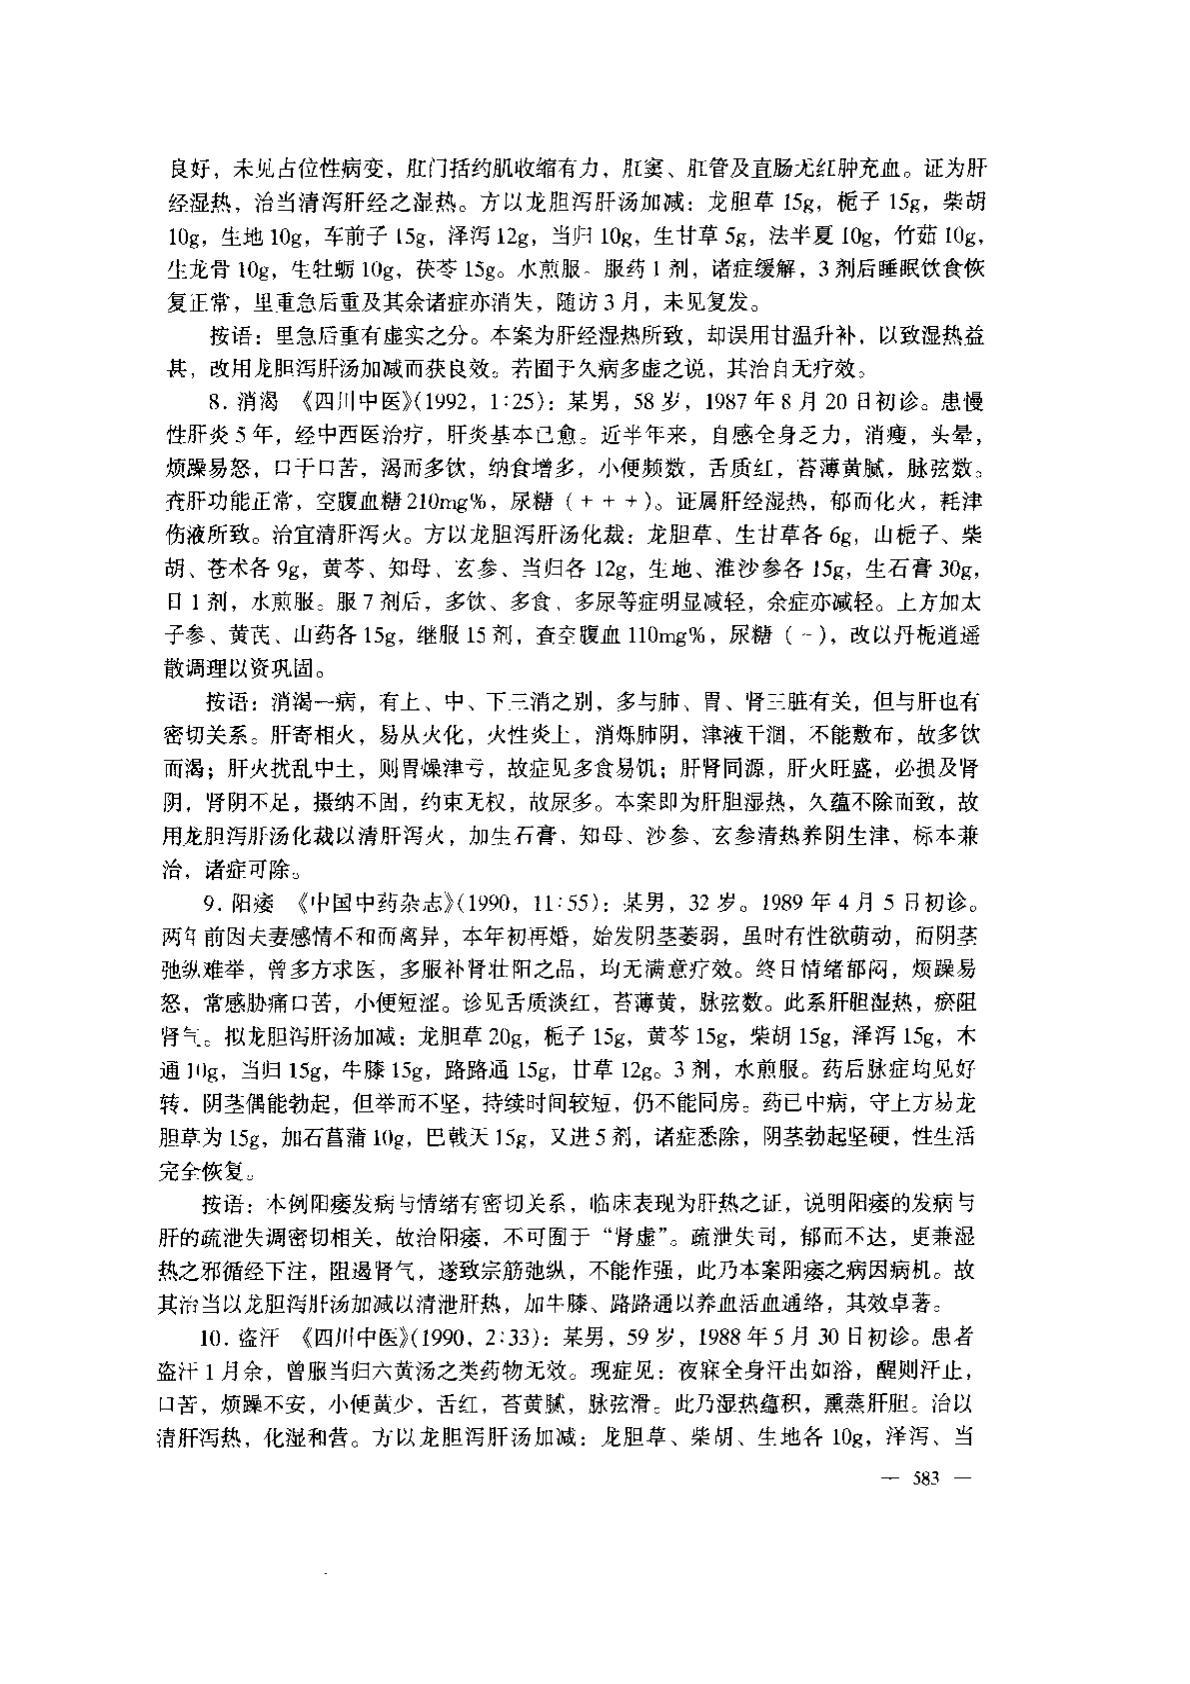 良好，未见占位性病变，肛门括约肌收缩有力，肛窦、肛管及直肠无红肿充血。证为肝
经湿热，治当清泻肝经之湿热。方以龙胆泻肝汤加减：龙胆草 15g，栀子 15g，柴胡
10g，生地 10g，车前子 15g，泽泻 12g，当归 10g，生甘草 5g，法半夏 10g，竹茹 10g，
生龙骨 10g，牡蛎 10g，茯苓 15g。水煎服。服药 1 剂，诸症缓解，3 剂后睡眠饮食恢
复正常，里重急后重及其余诸症亦消失，随访 3 月，未见复发。
按语：里急后重有虚实之分。本案为肝经湿热所致，却误用甘温升补，以致湿热益
甚，改用龙胆泻肝汤加减而获良效。若囿于久病多虚之说，其治自无疗效。
8. 消渴 《四川中医》(1992，1:25)：某男，58 岁，1987 年 8 月 20 日初诊。患慢
性肝炎 5 年，经中西医治疗，肝炎基本已愈。近半年来，自感全身乏力，消瘦，头晕，
烦躁易怒，口干口苦，渴而多饮，纳食增多，小便频数，舌质红，苔薄黄腻，脉弦数。
查肝功能正常，空腹血糖 210mg%，尿糖（+++）。证属肝经湿热，郁而化火，耗津
伤液所致。治宜清肝泻火。方以龙胆泻肝汤化裁：龙胆草、生甘草各 6g，山栀子、柴
胡、苍术各 9g，黄芩、知母、玄参、当归各 12g，生地、淮沙参各 15g，生石膏 30g，
日 1 剂，水煎服。服 7 剂后，多饮、多食、多尿等症明显减轻，余症亦减轻。上方加太
子参、黄芪、山药各 15g，继服 15 剂，查空腹血 110mg%，尿糖（-），改以丹栀逍遥
散调理以资巩固。
按语：消渴一病，有上、中、下三消之别，多与肺、胃、肾三脏有关，但与肝也有
密切关系。肝寄相火，易从火化，火性炎上，消烁肺阴，津液干涸，不能敷布，故多饮
而渴；肝火扰乱中土，则胃燥津亏，故症见多食易饥；肝肾同源，肝火旺盛，必损及肾
阴，肾阴不足，摄纳不固，约束无权，故尿多。本案即为肝胆湿热，久蕴不除而致，故
用龙胆泻肝汤化裁以清肝泻火，加生石膏、知母、沙参、玄参清热养阴生津，标本兼
治，诸症可除。
9. 阳痿 《中国中药杂志》(1990，11:55)：某男，32 岁。1989 年 4 月 5 日初诊。
两年前因夫妻感情不和而离异，本年初再婚，始发阴茎萎弱，虽时有性欲萌动，而阴茎
弛纵难举，曾多方求医，多服补肾壮阳之品，均无满意疗效。终日情绪郁闷，烦躁易
怒，常感胁痛口苦，小便短涩。诊见舌质淡红，苔薄黄，脉弦数。此系肝胆湿热，瘀阻
肾气。拟龙胆泻肝汤加减：龙胆草 20g，栀子 15g，黄芩 15g，柴胡 15g，泽泻 15g，木
通 10g，当归 15g，牛膝 15g，路路通 15g，甘草 12g。3 剂，水煎服。药后脉症均见好
转，阴茎偶能勃起，但举而不坚，持续时间较短，仍不能同房。药已中病，守上方易龙
胆草为 15g，加石菖蒲 10g，巴戟天 15g，又进 5 剂，诸症悉除，阴茎勃起坚硬，性生活
完全恢复。
按语：本例阳痿发病与情绪有密切关系，临床表现为肝热之证，说明阳痿的发病与
肝的疏泄失调密切相关，故治阳痿，不可囿于“肾虚”。疏泄失司，郁而不达，更兼湿
热之邪循经下注，阻遏肾气，遂致宗筋弛纵，不能作强，此乃本案阳痿之病因病机。故
其治当以龙胆泻肝汤加减以清泄肝热，加牛膝、路路通以养血活血通络，其效卓著。
10. 盗汗 《四川中医》(1990，2:33)：某男，59 岁，1988 年 5 月 30 日初诊。患者
盗汗 1 月余，曾服当归六黄汤之类药物无效。现症见：夜寐全身汗出如浴，醒则汗止，
口苦，烦躁不安，小便黄少，舌红，苔黄腻，脉弦滑。此乃湿热蕴积，熏蒸肝胆。治以
清肝泻热，化湿和营。方以龙胆泻肝汤加减：龙胆草、柴胡、生地各 10g，泽泻、当
— 583 —